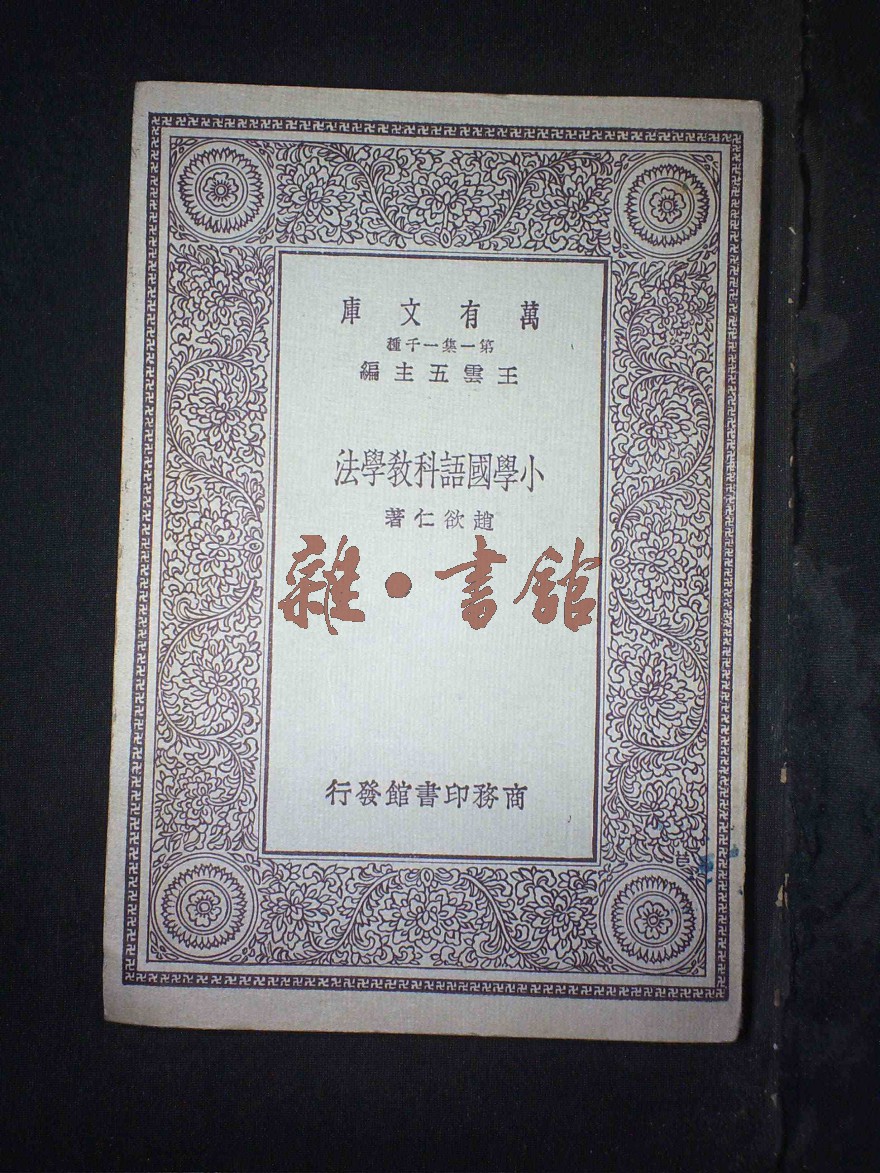 萬有文庫
第一集一千種
王雲五主編
小學國語科教學法
趙欲仁著
雜·書館
商務印書館發行